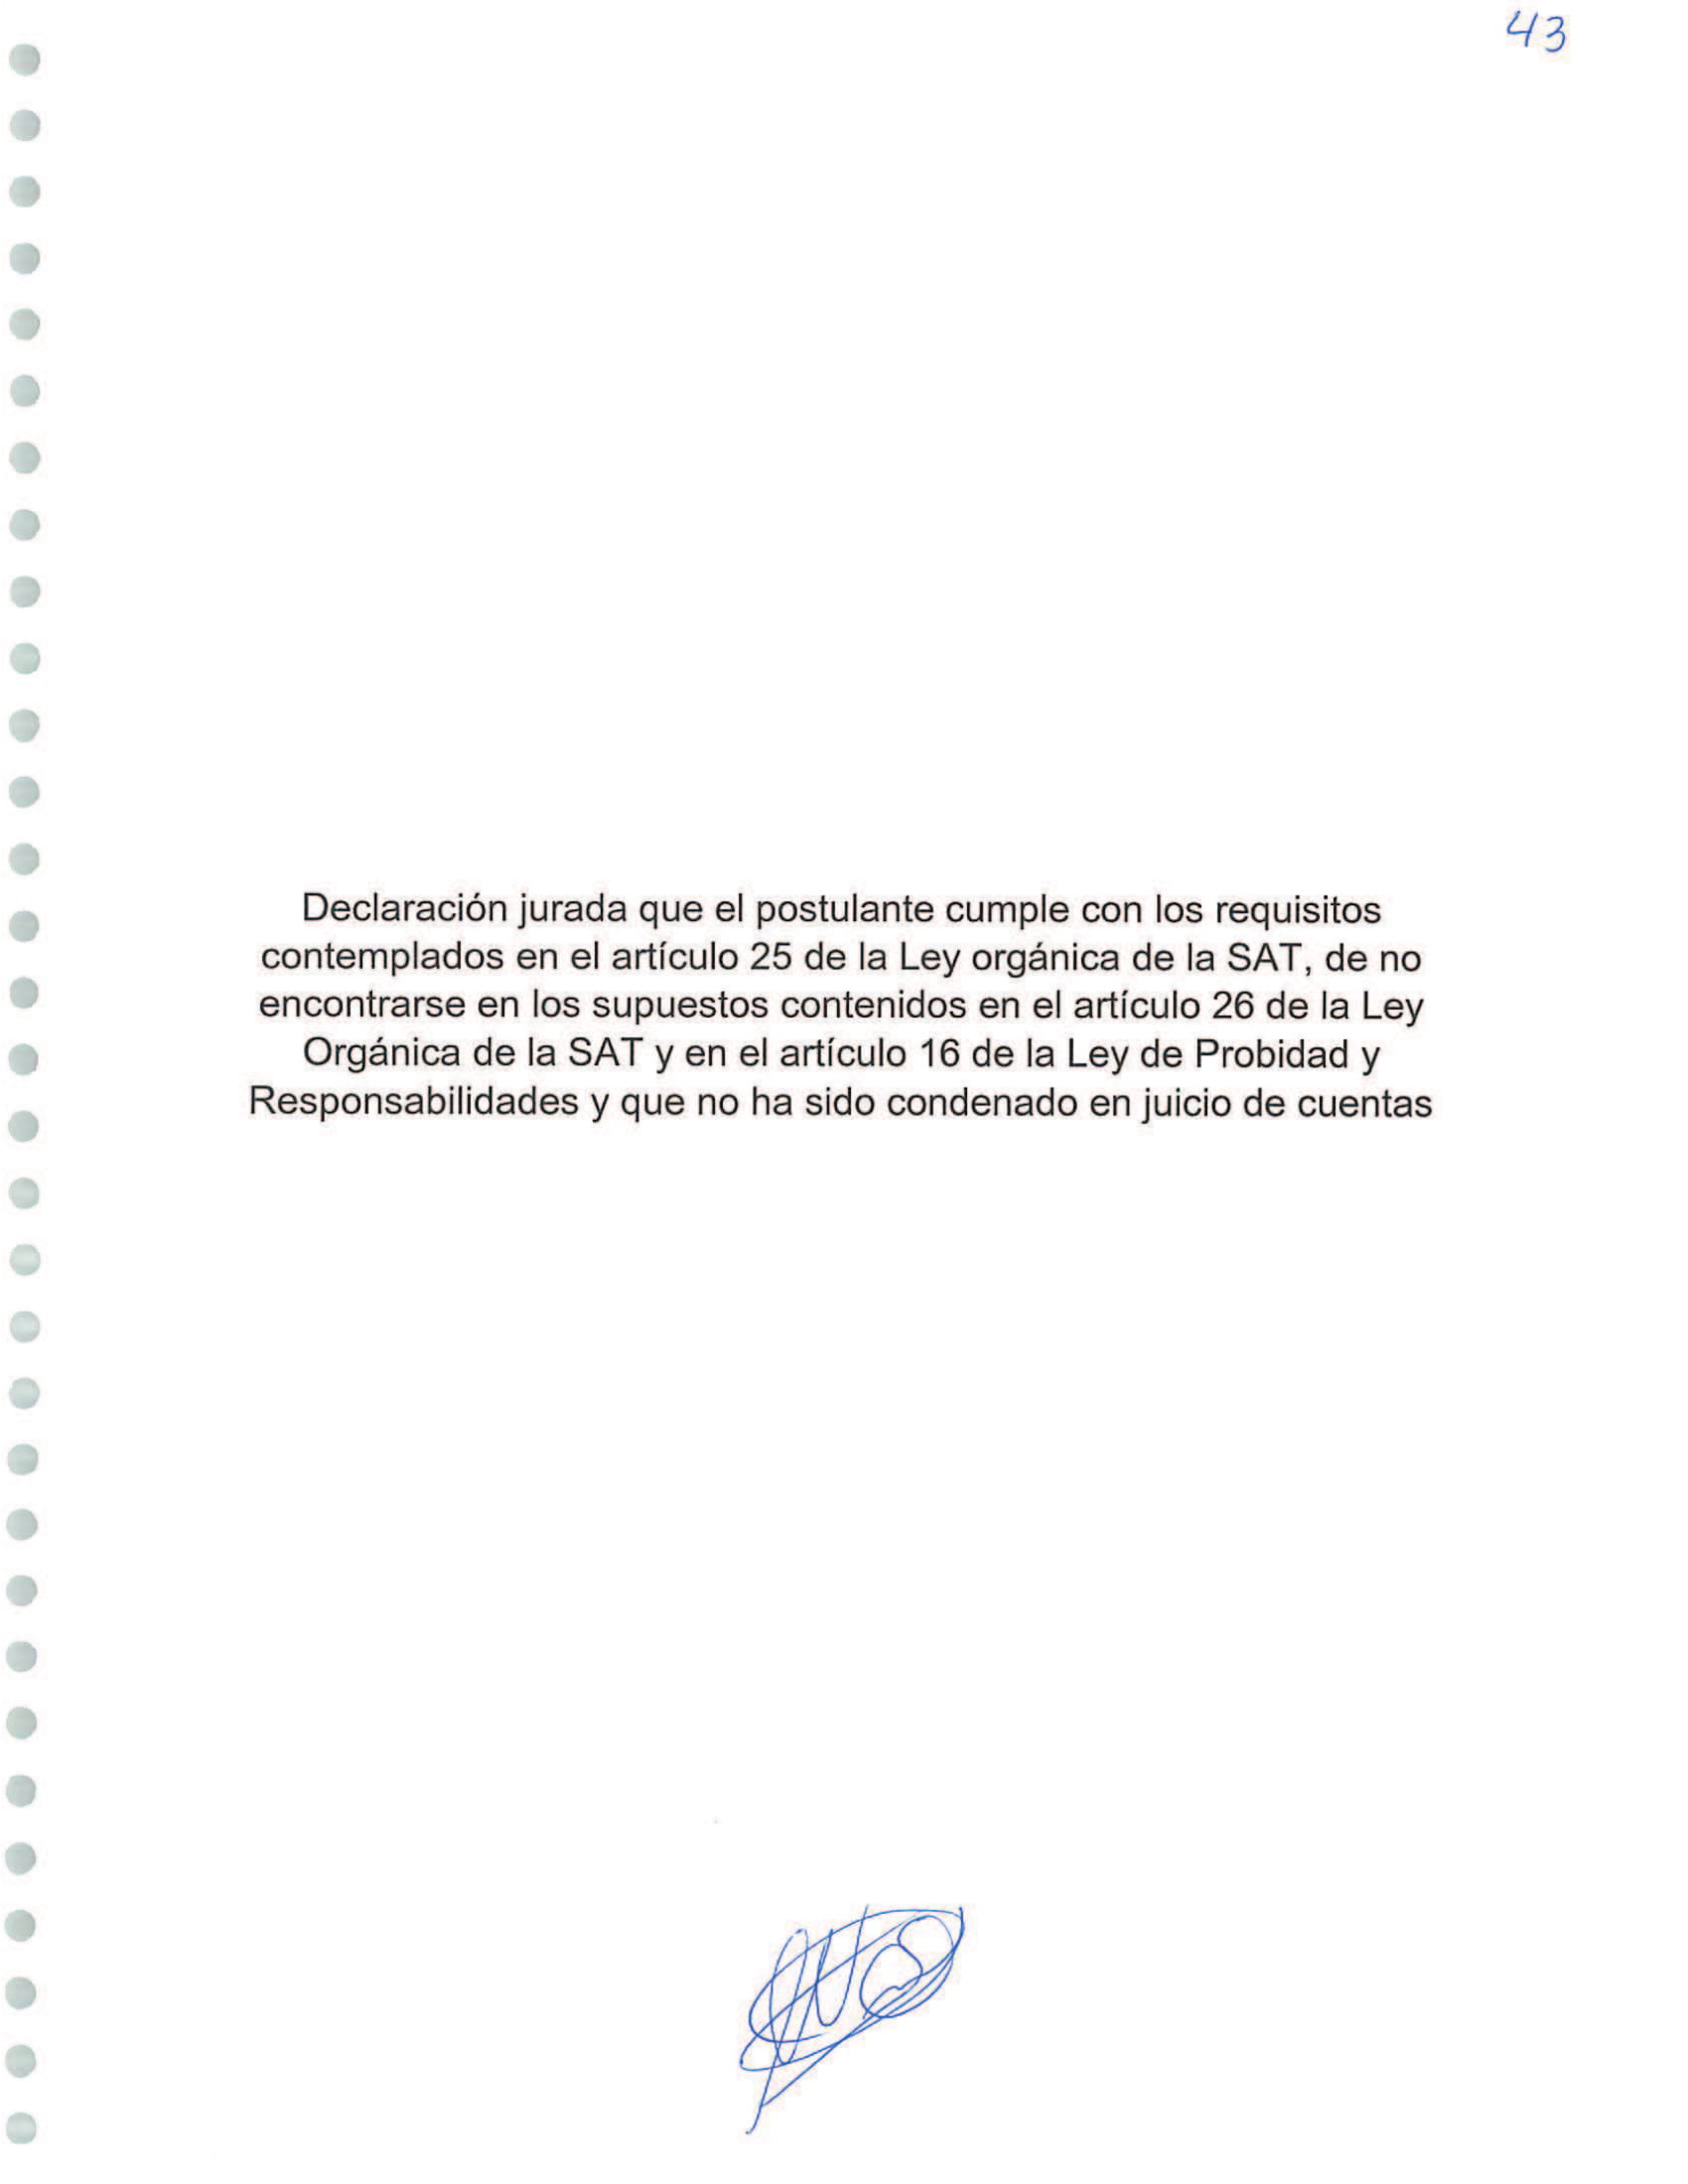 43
Declaración jurada que el postulante cumple con los requisitos
contemplados en el artículo 25 de la Ley orgánica de la SAT, de no
encontrarse en los supuestos contenidos en el artículo 26 de la Ley
Orgánica de la SAT y en el artículo 16 de la Ley de Probidad y
Responsabilidades y que no ha sido condenado en juicio de cuentas